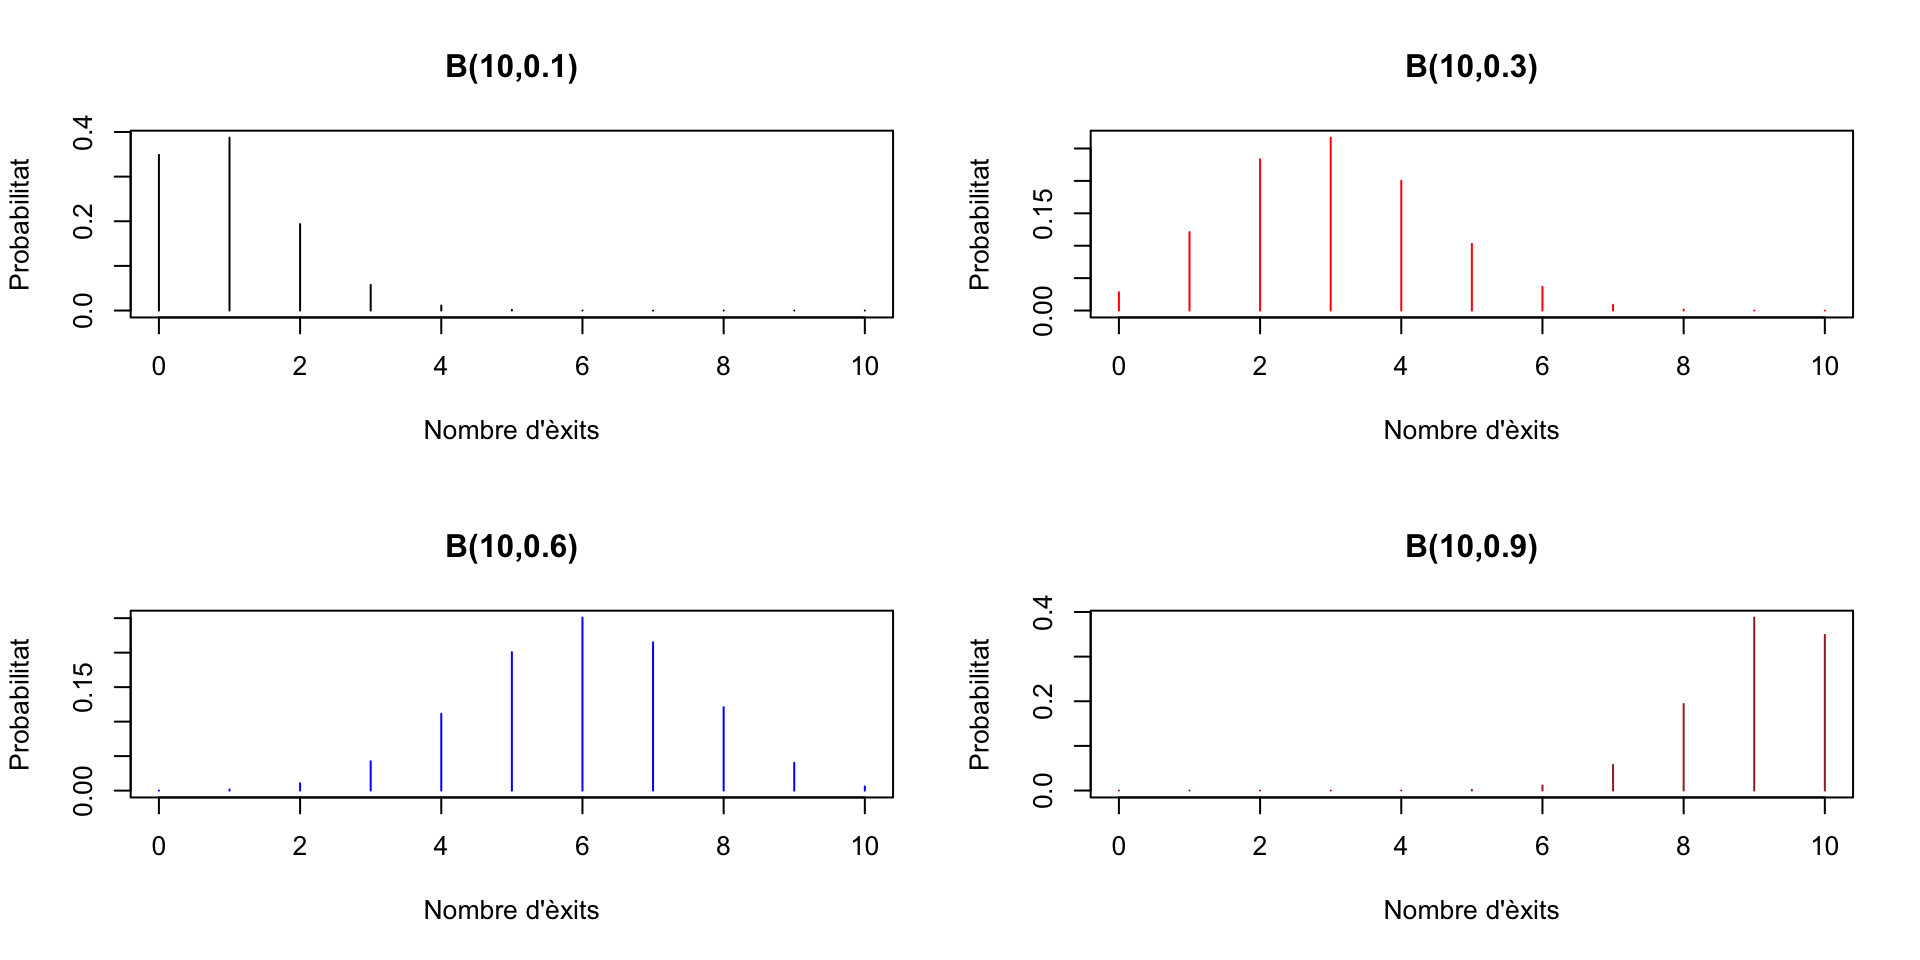 B(10,0.1)
Probabilitat
0.0 0.2 0.4
0 2 4 6 8 10
Nombre d'èxits
B(10,0.3)
Probabilitat
0.00 0.15
0 2 4 6 8 10
Nombre d'èxits
B(10,0.6)
Probabilitat
0.00 0.15
0 2 4 6 8 10
Nombre d'èxits
B(10,0.9)
Probabilitat
0.0 0.2 0.4
0 2 4 6 8 10
Nombre d'èxits